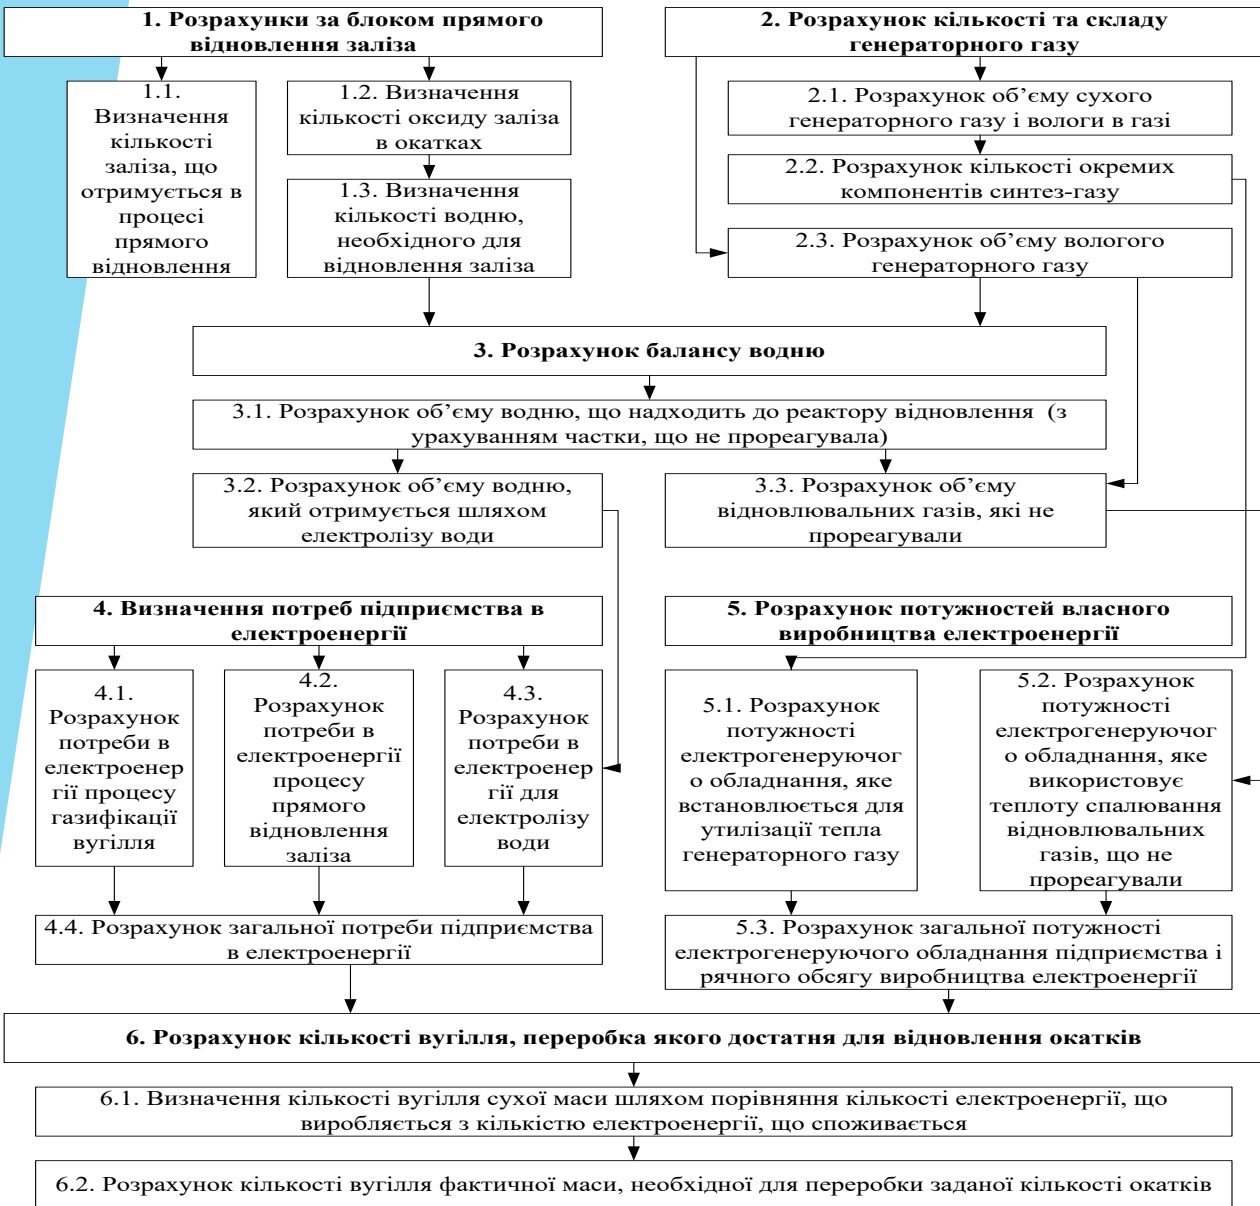 1. Розрахунки за блоком прямого
відновлення заліза
2. Розрахунок кількості та складу
генераторного газу
1.1.
Визначення
кількості
заліза, що
отримується в
процесі
прямого
відновлення
1.2. Визначення
кількості оксиду заліза
в окатках
1.3. Визначення
кількості водню,
необхідного для
відновлення заліза
2.1. Розрахунок об’єму сухого
генераторного газу і вологи в газі
2.2. Розрахунок кількості окремих
компонентів синтез-газу
2.3. Розрахунок об’єму вологого
генераторного газу
3. Розрахунок балансу водню
3.1. Розрахунок об’єму водню, що надходить до реактору відновлення (з
урахуванням частки, що не прореагувала)
3.2. Розрахунок об’єму водню,
який отримується шляхом
електролізу води
3.3. Розрахунок об’єму
відновлювальних газів, які не
прореагували
4. Визначення потреб підприємства в
електроенергії
5. Розрахунок потужностей власного
виробництва електроенергії
4.1.
Розрахунок
потреби в
електроенер
гії процесу
газифікації
вугілля
4.2.
Розрахунок
потреби в
електроенергії
процесу
прямого
відновлення
заліза
4.3.
Розрахунок
потреби в
електроенер
гії для
електролізу
води
5.1. Розрахунок
потужності
електрогенеруючог
о обладнання, яке
встановлюється для
утилізації тепла
генераторного газу
5.2. Розрахунок
потужності
електрогенеруючог
о обладнання, яке
використовує
теплоту спалювання
відновлювальних
газів, що не
прореагували
4.4. Розрахунок загальної потреби підприємства
в електроенергії
5.3. Розрахунок загальної потужності
електрогенеруючого обладнання підприємства і
рячного обсягу виробництва електроенергії
6. Розрахунок кількості вугілля, переробка якого достатня для відновлення окатків
6.1. Визначення кількості вугілля сухої маси шляхом порівняння кількості електроенергії, що
виробляється з кількістю електроенергії, що споживається
6.2. Розрахунок кількості вугілля фактичної маси, необхідної для переробки заданої кількості окатків